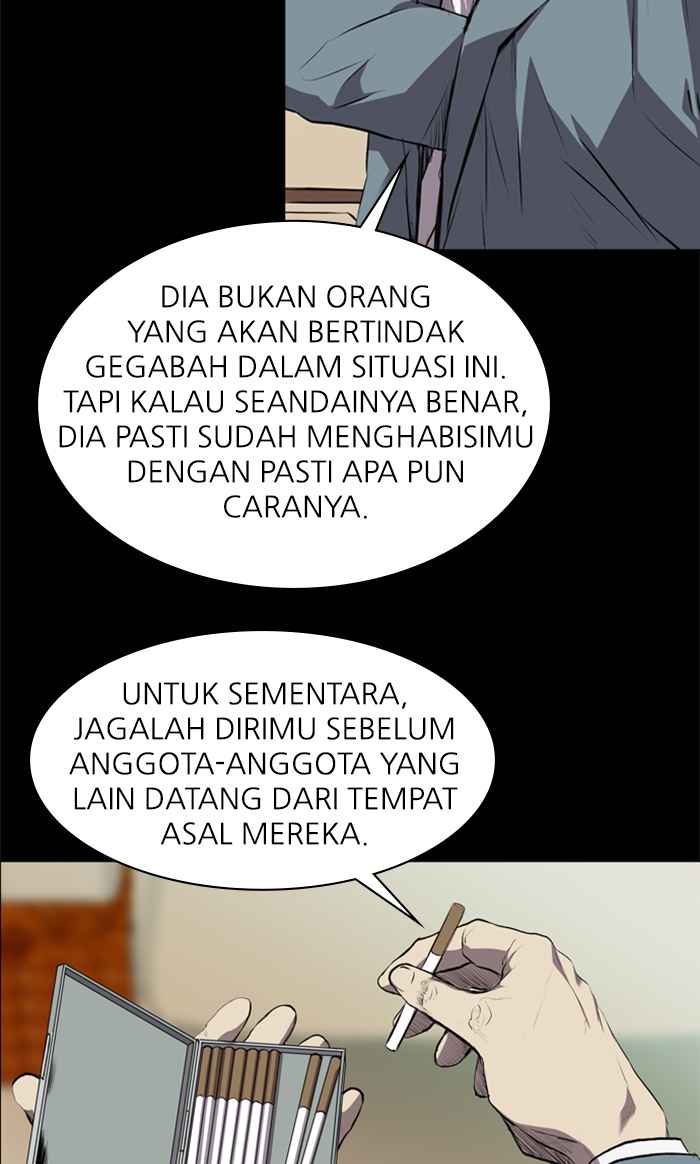 DIA BUKAN ORANG
YANG AKAN BERTINDAK
GEGABAH DALAM SITUASI INI.
TAPI KALAU SEANDAINYA BENAR,
DIA PASTI SUDAH MENGHABISIMU
DENGAN PASTI APA PUN
CARANYA.
UNTUK SEMENTARA,
JAGALAH DIRIMU SEBELUM
ANGGOTA-ANGGOTA YANG
LAIN DATANG DARI TEMPAT
ASAL MEREKA.